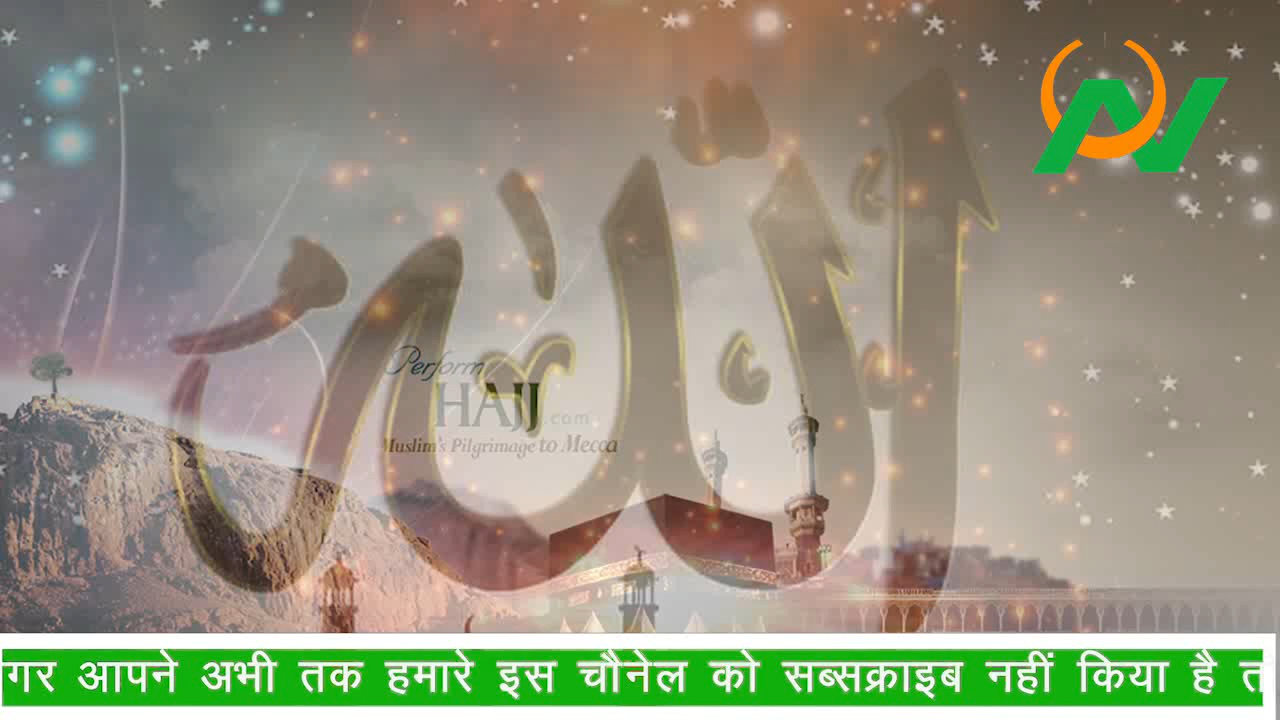 الله
Perform
HAJJ.com
Muslim's Pilgrimage to Mecca
गर आपने अभी तक हमारे इस चौनेल को सब्सक्राइब नहीं किया है त